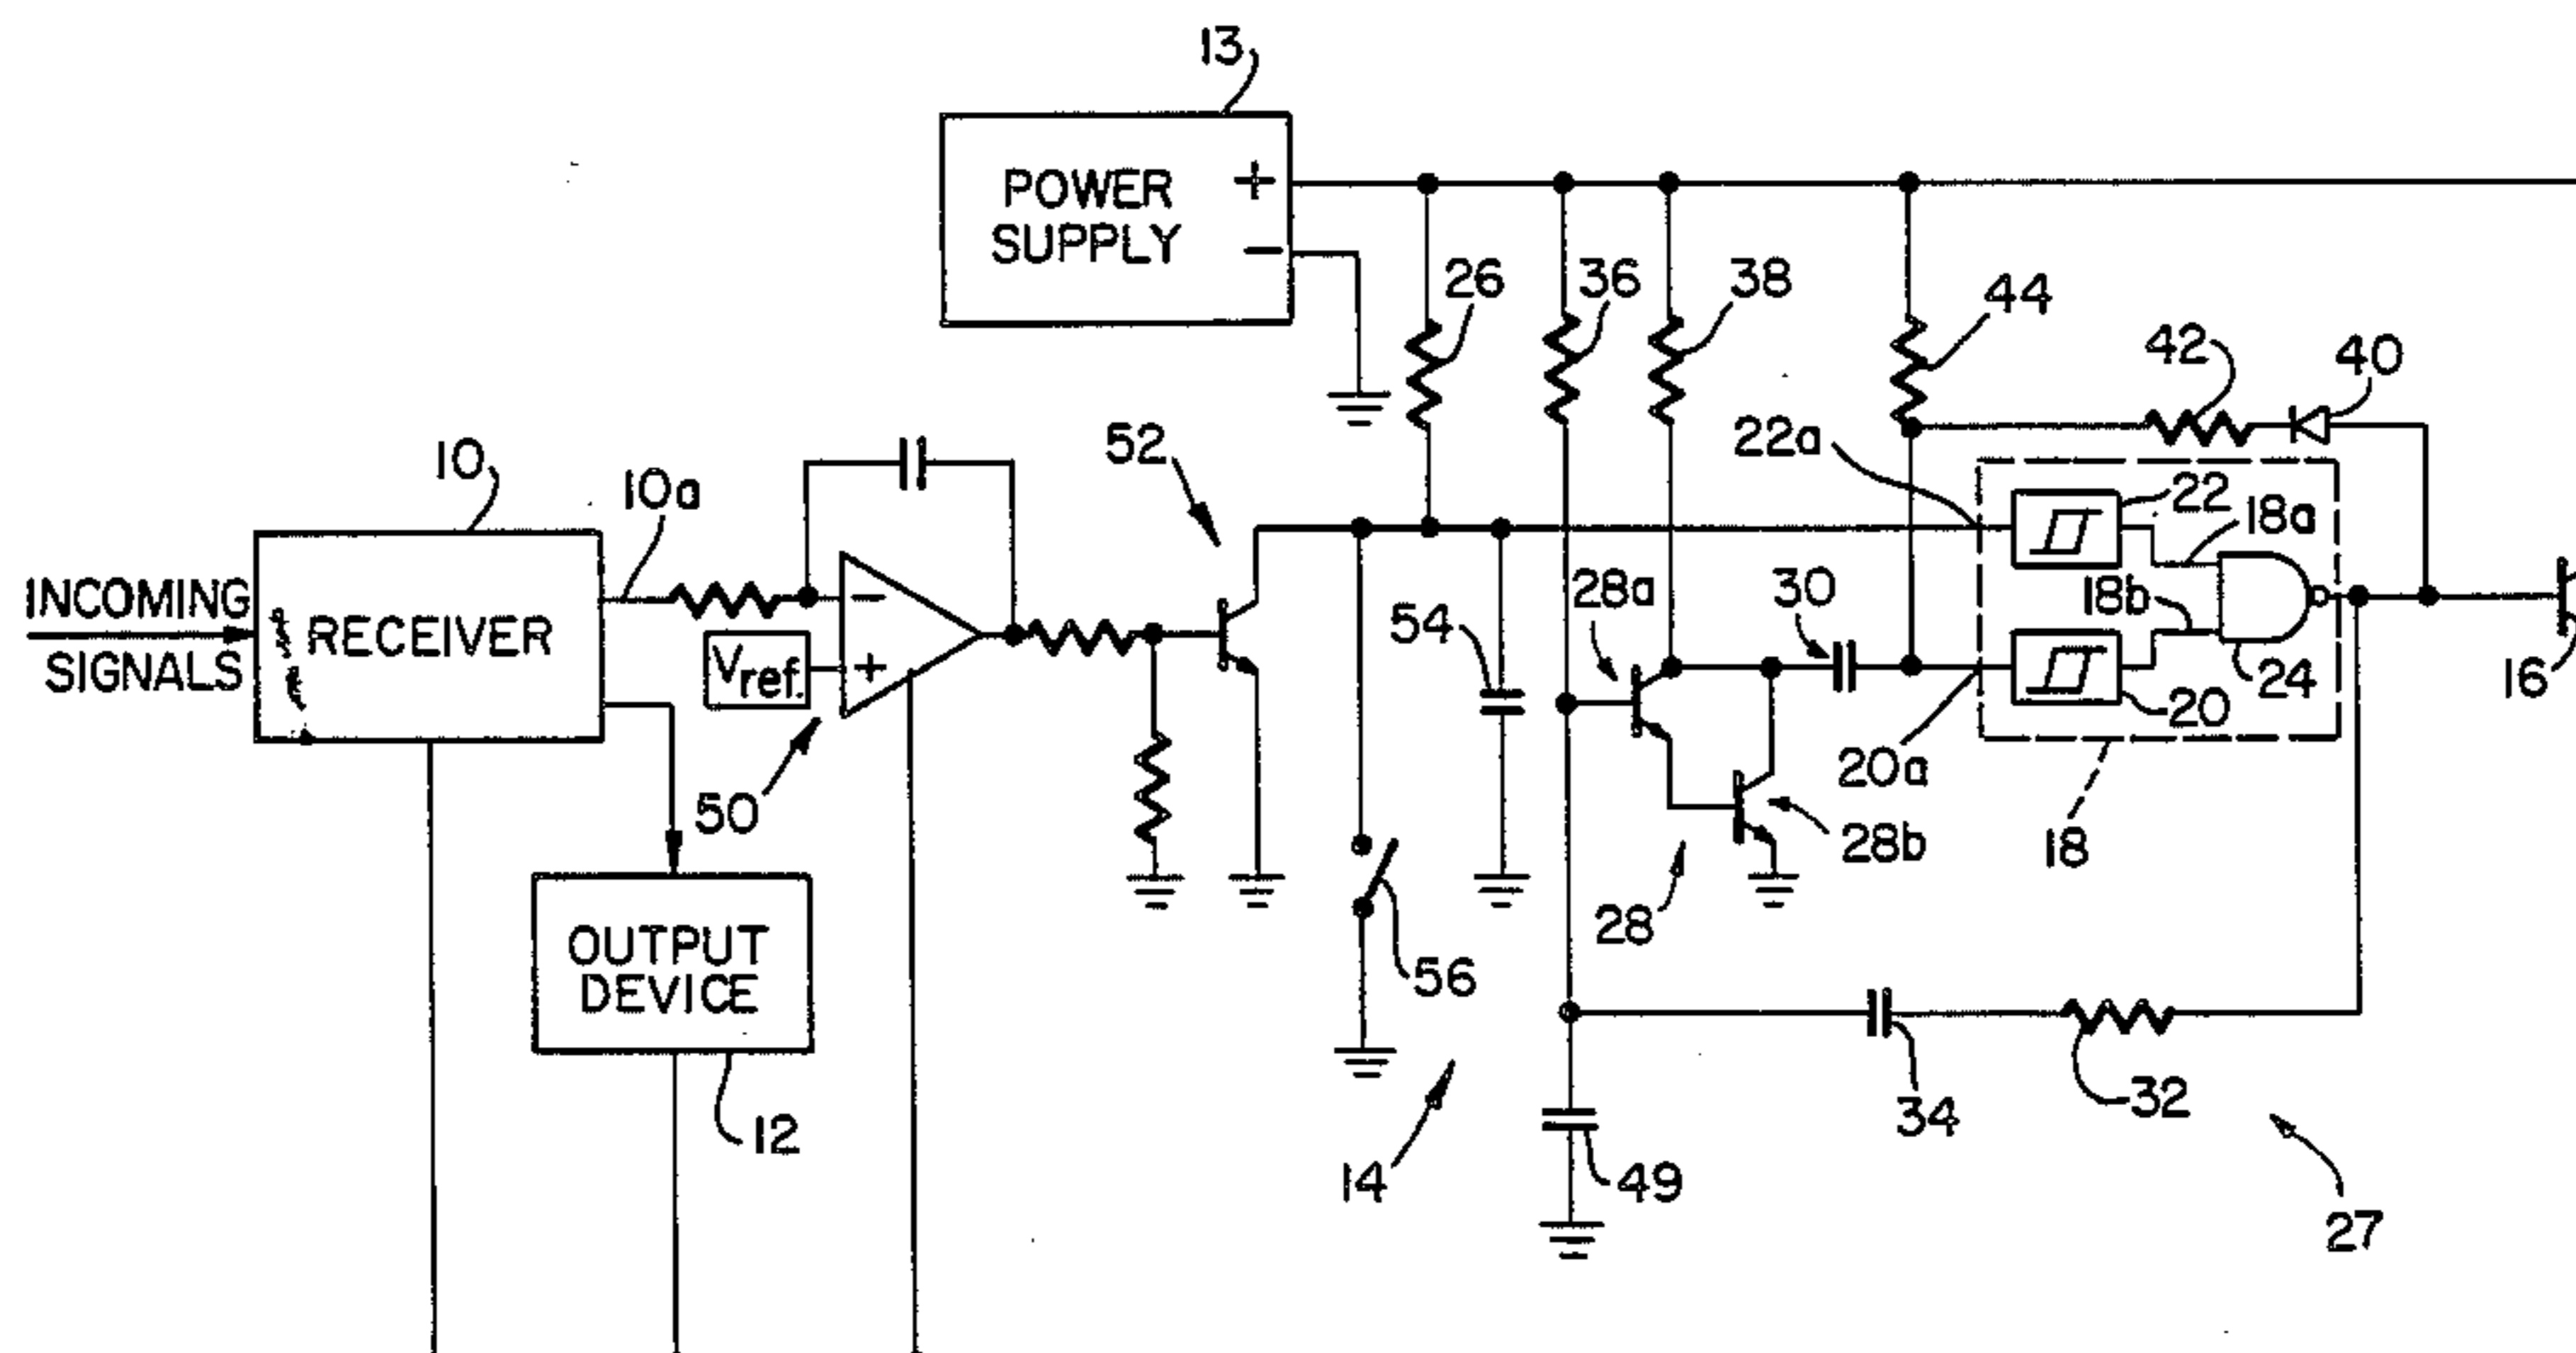 13
POWER
SUPPLY
+
−
26
36
38
44
42
40
52
22a
10
10a
22
18a
INCOMING
SIGNALS
RECEIVER
Vref.
−
+
54
28a
30
18b
24
20
16
50
20a
28b
18
28
OUTPUT
DEVICE
56
12
14
49
34
32
27